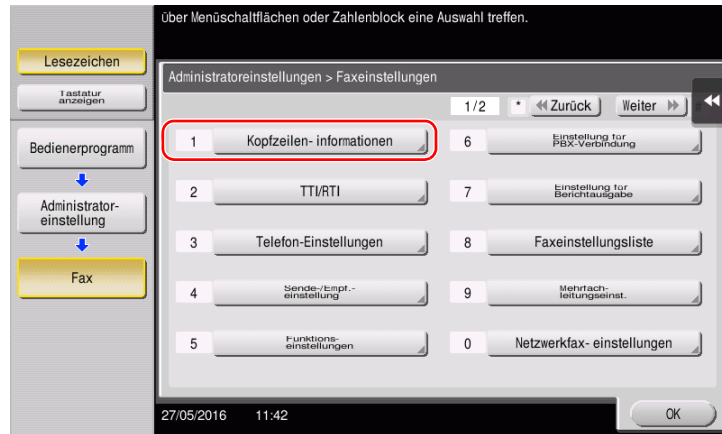 über Menüschaltflächen oder Zahlenblock eine Auswahl treffen.
Lesezeichen
Tastatur
anzeigen
Bedienerprogramm
Administrator-
einstellung
Fax
Administratoreinstellungen > Faxeinstellungen
1/2 * Zurück Weiter
1 Kopfzeilen- informationen
2 TTI/RTI
3 Telefon-Einstellungen
4 Sende-/Empf.-
einstellung
5 Funktions-
einstellungen
6 Einstellung für
PBX-Verbindung
7 Einstellung für
Berichtausgabe
8 Faxeinstellungsliste
9 Mehrfach-
leitungseinst.
0 Netzwerkfax- einstellungen
27/05/2016 11:42
OK